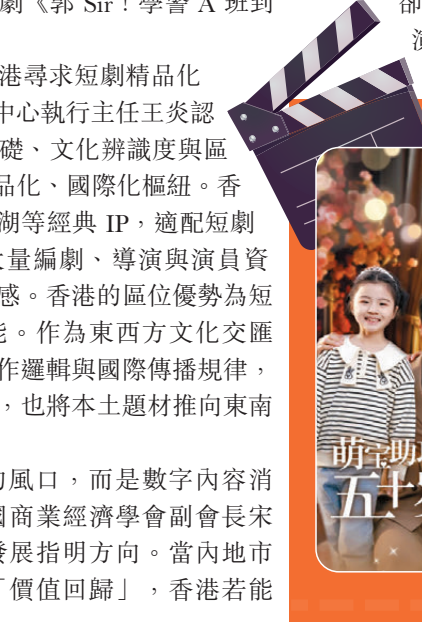 劇《郭 Sir！學警 A 班到
港尋求短劇精品化
中心執行主任王炎認
礎、文化辨識度與區
品化、國際化樞紐。香
湖等經典 IP，適配短劇
大量編劇、導演與演員資
感。香港的區位優勢為短
能。作為東西方文化交匯
作邏輯與國際傳播規律，
，也將本土題材推向東南
的風口，而是數字內容消
國商業經濟學會副會長宋
發展指明方向。當內地市
「價值回歸」，香港若能
卻
演
萌宝助
五十